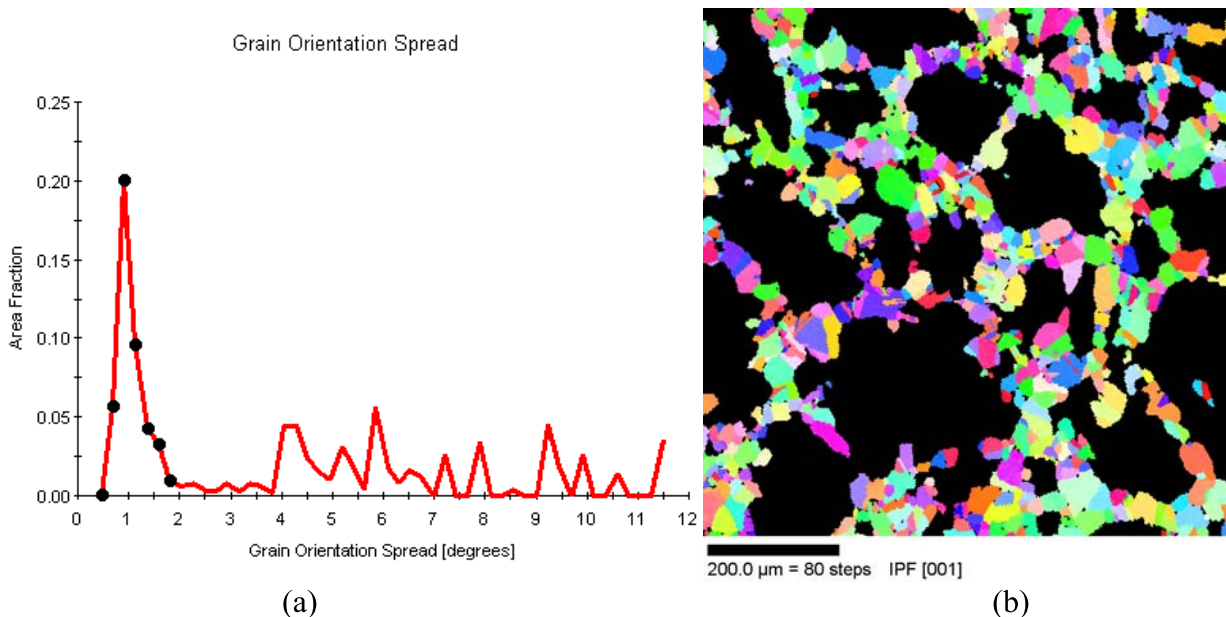 Grain Orientation Spread
0.25
0.20
0.15
0.10
0.05
0.00
Area Fraction
0 1 2 3 4 5 6 7 8 9 10 11 12
Grain Orientation Spread [degrees]
(a)
200.0 µm = 80 steps IPF [001]
(b)